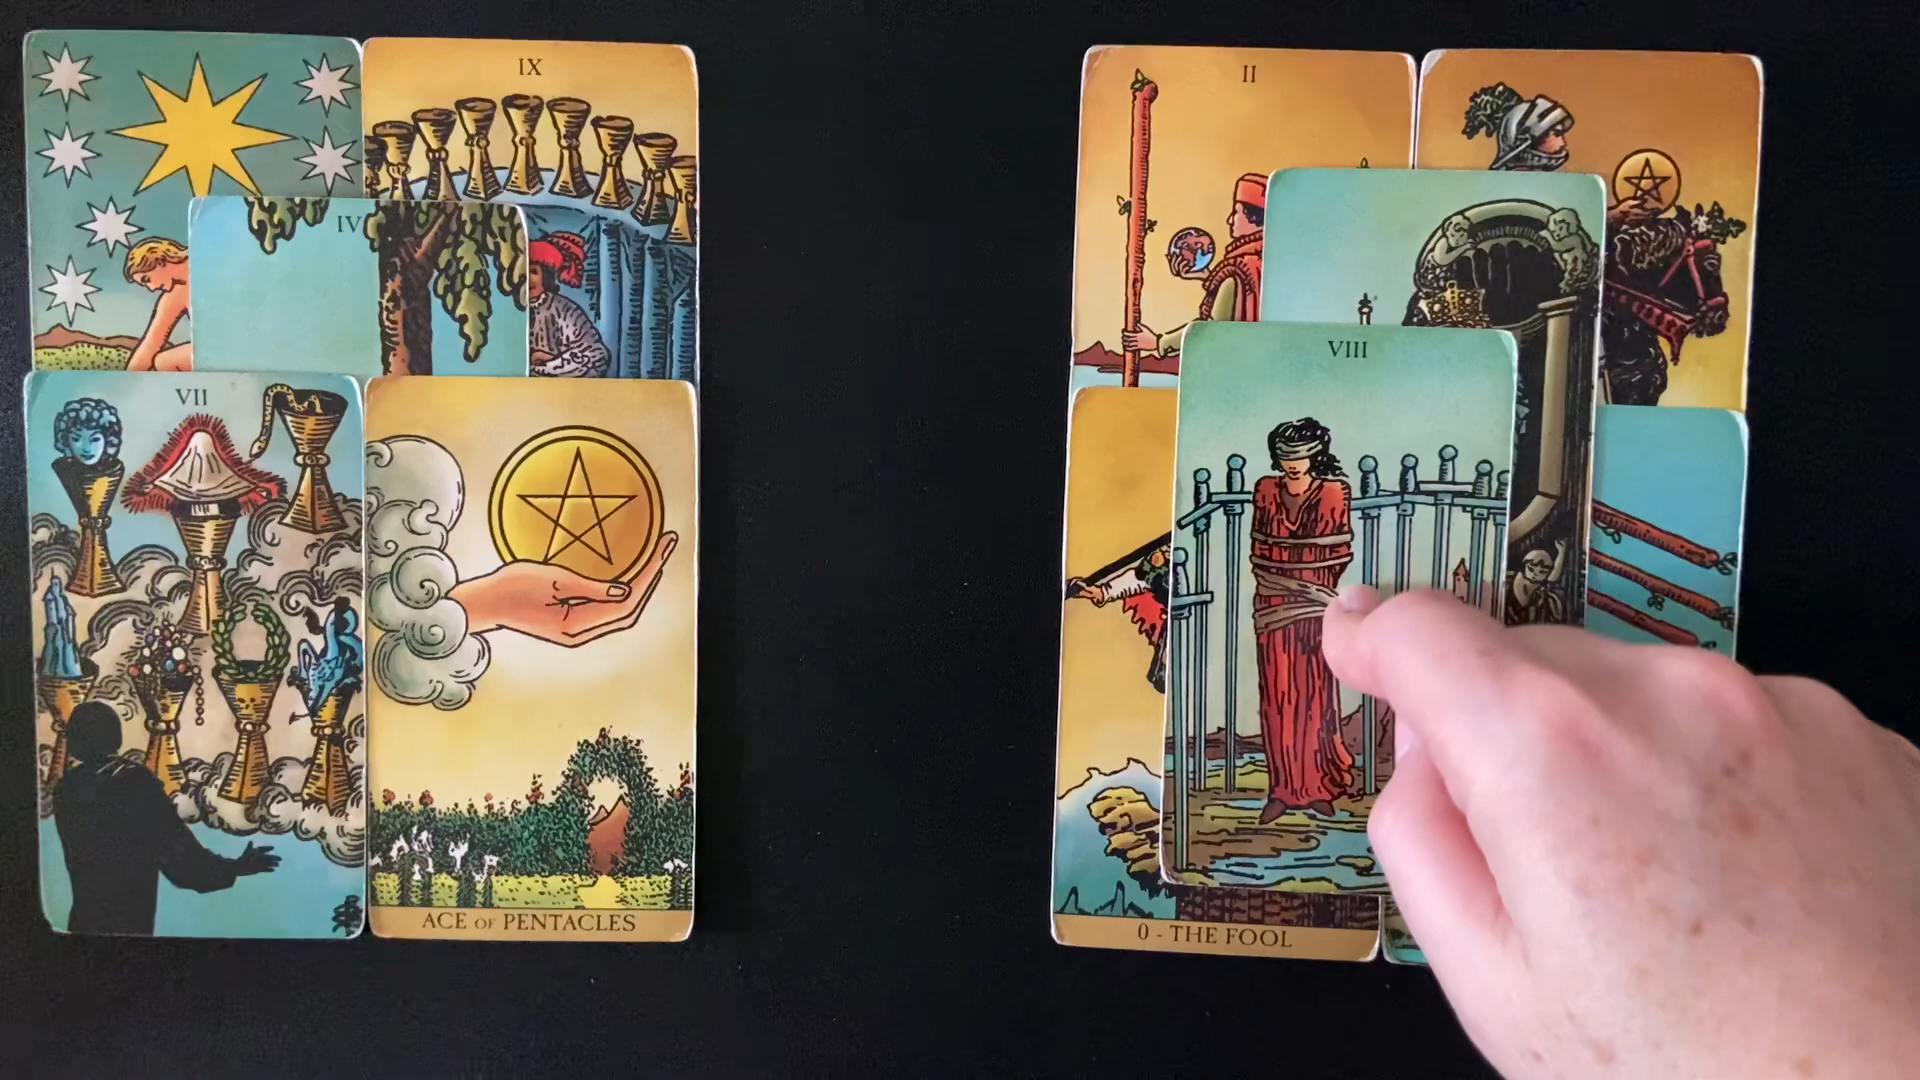 IX
IV
VII
ACE OF PENTACLES
II
VIII
0 - THE FOOL